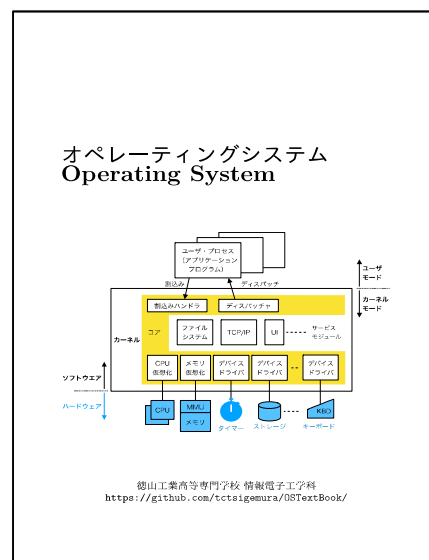 オペレーティングシステム
Operating System
ユーザ・プロセス
(アプリケーション
プログラム)
割込み
ディスパッチ
ユーザ
モード
カーネル
モード
割込みハンドラ
ディスパッチャ
カーネル
コア
ファイル
システム
TCP/IP
UI
サービス
モジュール
CPU
仮想化
メモリ
仮想化
デバイス
ドライバ
デバイス
ドライバ
デバイス
ドライバ
ソフトウエア
ハードウェア
CPU
MMU
メモリ
タイマー
ストレージ
KBD
キーボード
徳山工業高等専門学校 情報電子工学科
https://github.com/tctsigemura/OSTextBook/